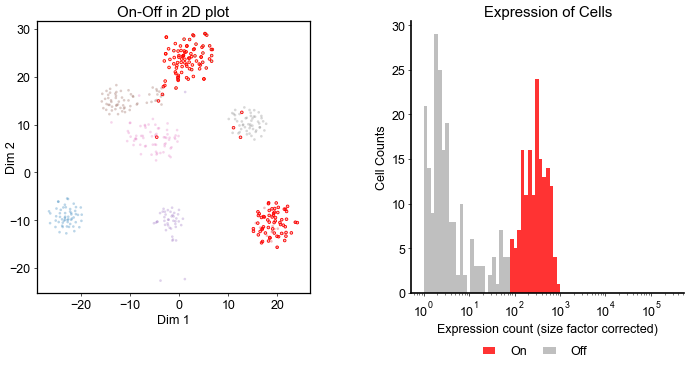 On-Off in 2D plot
30
20
10
0
−10
−20
−20 −10 0 10 20
Dim 2
Dim 1
Expression of Cells
30
25
20
15
10
5
0
10^0 10^1 10^2 10^3 10^4 10^5
Cell Counts
Expression count (size factor corrected)
On Off